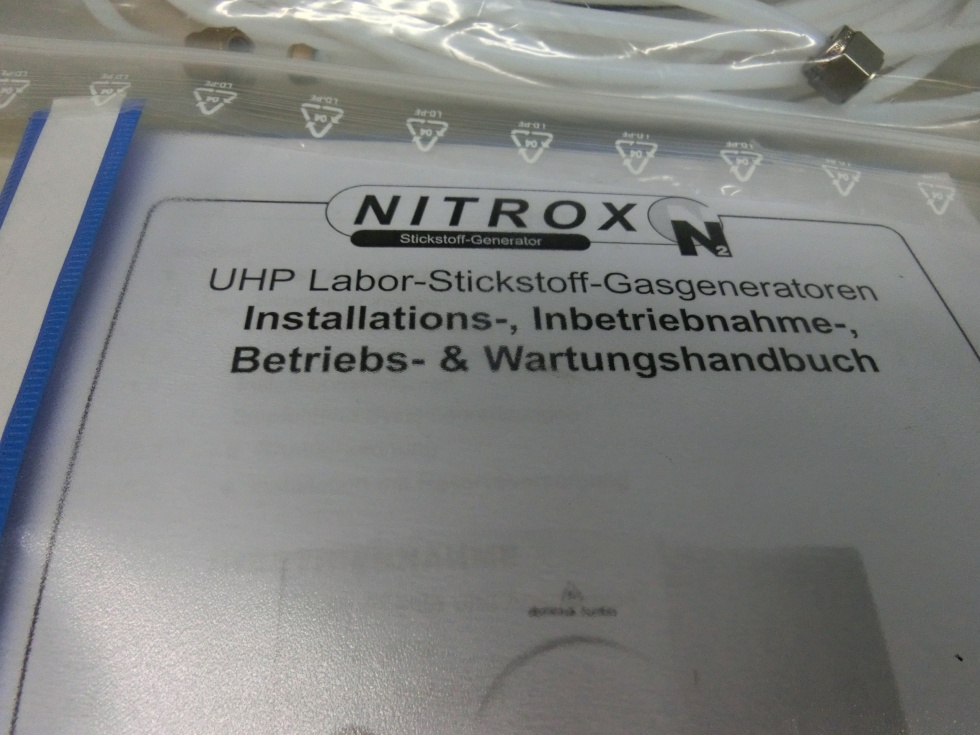 NITROX N2
Stickstoff-Generator
UHP Labor-Stickstoff-Gasgeneratoren
Installations-, Inbetriebnahme-,
Betriebs- & Wartungshandbuch